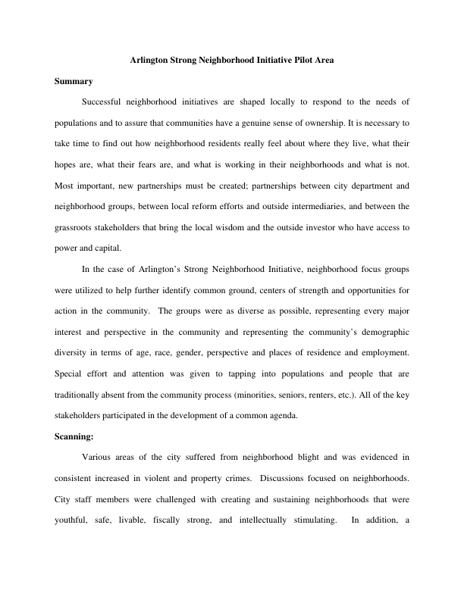 Arlington Strong Neighborhood Initiative Pilot Area
Summary
Successful neighborhood initiatives are shaped locally to respond to the needs of
populations and to assure that communities have a genuine sense of ownership. It is necessary to
take time to find out how neighborhood residents really feel about where they live, what their
hopes are, what their fears are, and what is working in their neighborhoods and what is not.
Most important, new partnerships must be created; partnerships between city department and
neighborhood groups, between local reform efforts and outside intermediaries, and between the
grassroots stakeholders that bring the local wisdom and the outside investor who have access to
power and capital.
In the case of Arlington's Strong Neighborhood Initiative, neighborhood focus groups
were utilized to help further identify common ground, centers of strength and opportunities for
action in the community. The groups were as diverse as possible, representing every major
interest and perspective in the community and representing the community's demographic
diversity in terms of age, race, gender, perspective and places of residence and employment.
Special effort and attention was given to tapping into populations and people that are
traditionally absent from the community process (minorities, seniors, renters, etc.). All of the key
stakeholders participated in the development of a common agenda.
Scanning:
Various areas of the city suffered from neighborhood blight and was evidenced in
consistent increased in violent and property crimes. Discussions focused on neighborhoods.
City staff members were challenged with creating and sustaining neighborhoods that were
youthful, safe, livable, fiscally strong, and intellectually stimulating. In addition, a